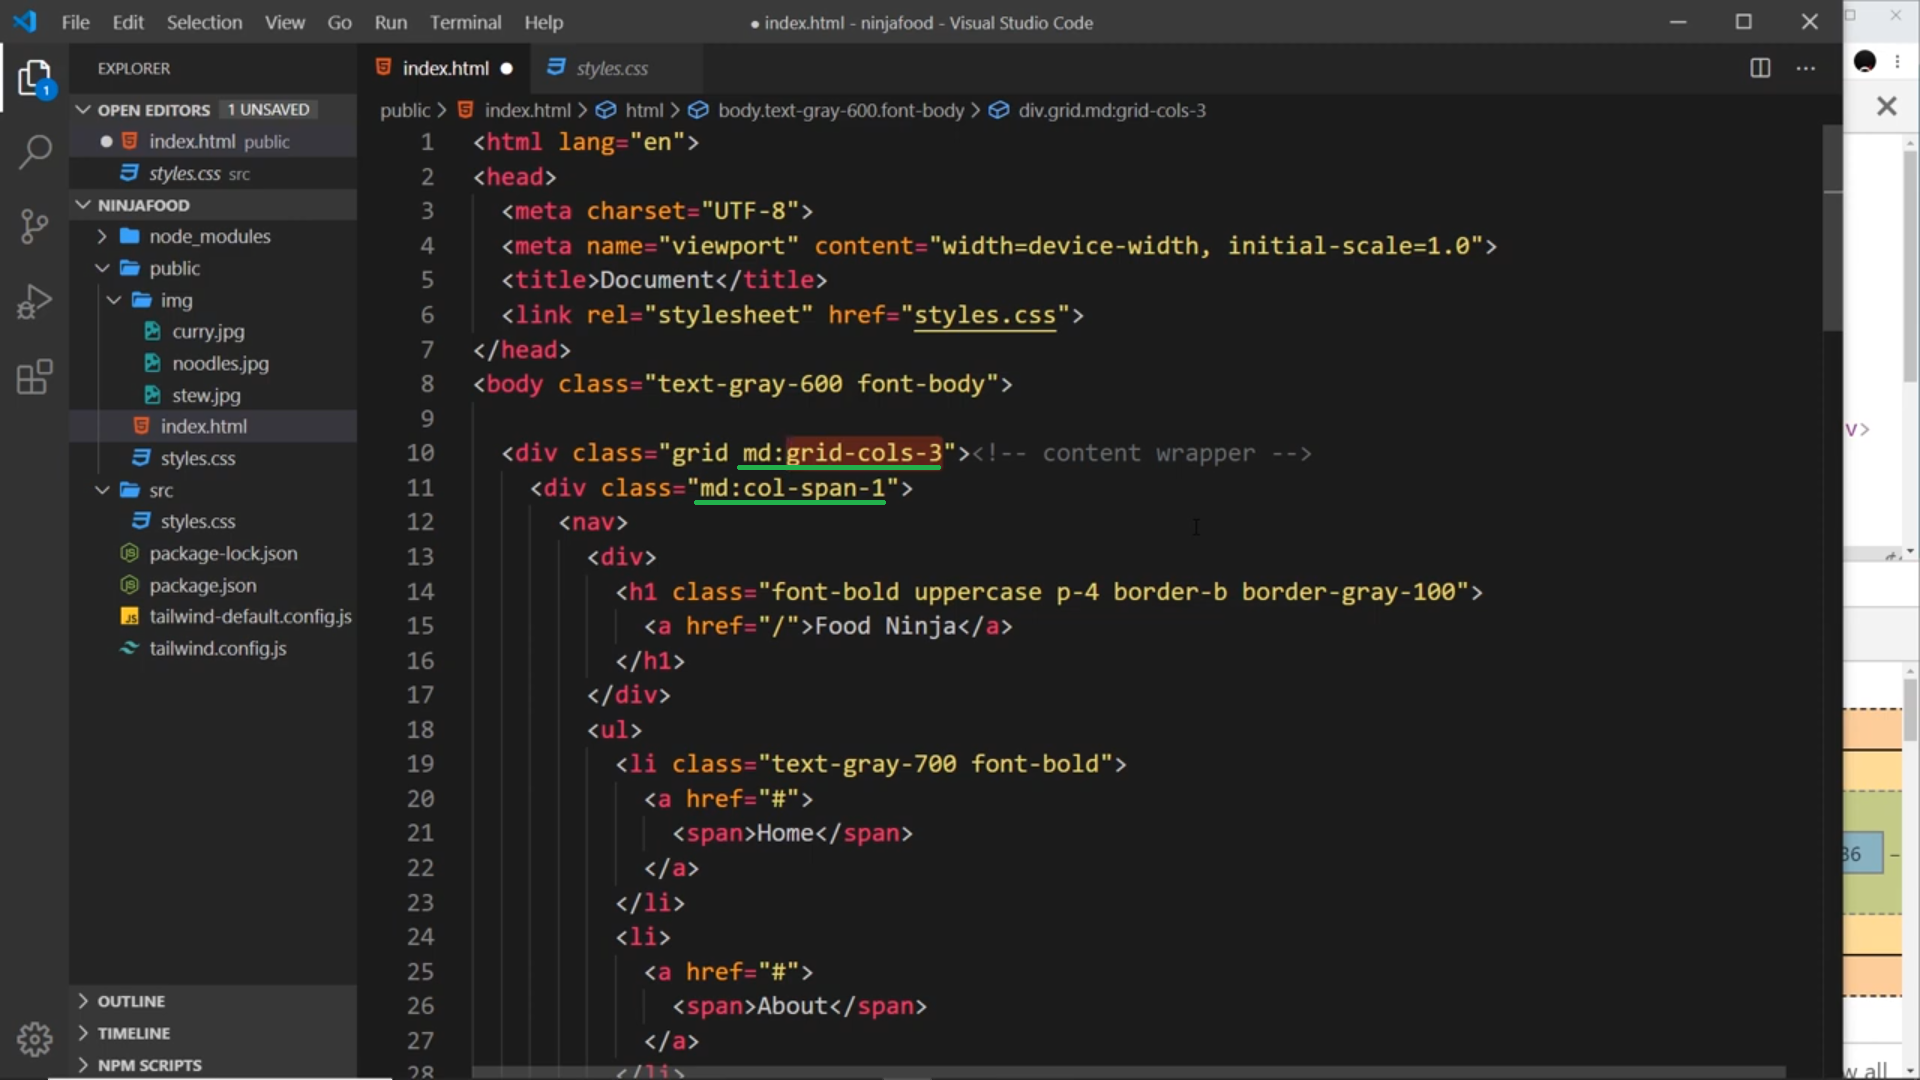 File Edit Selection View Go Run Terminal Help
● index.html - ninjafood - Visual Studio Code
EXPLORER
OPEN EDITORS 1 UNSAVED
index.html public
styles.css src
NINJAFOOD
node_modules
public
img
curry.jpg
noodles.jpg
stew.jpg
index.html
styles.css
src
styles.css
package-lock.json
package.json
tailwind-default.config.js
tailwind.config.js
OUTLINE
TIMELINE
NPM SCRIPTS
1
index.html
styles.css
public > index.html > html > body.text-gray-600.font-body > div.grid.md:grid-cols-3
1 <html lang="en">
2 <head>
3 <meta charset="UTF-8">
4 <meta name="viewport" content="width=device-width, initial-scale=1.0">
5 <title>Document</title>
6 <link rel="stylesheet" href="styles.css">
7 </head>
8 <body class="text-gray-600 font-body">
9
10 <div class="grid md:grid-cols-3"><!-- content wrapper -->
11 <div class="md:col-span-1">
12 <nav>
13 <div>
14 <h1 class="font-bold uppercase p-4 border-b border-gray-100">
15 <a href="/">Food Ninja</a>
16 </h1>
17 </div>
18 <ul>
19 <li class="text-gray-700 font-bold">
20 <a href="#">
21 <span>Home</span>
22 </a>
23 </li>
24 <li>
25 <a href="#">
26 <span>About</span>
27 </a>
28 </li>
v>
36 –
w all